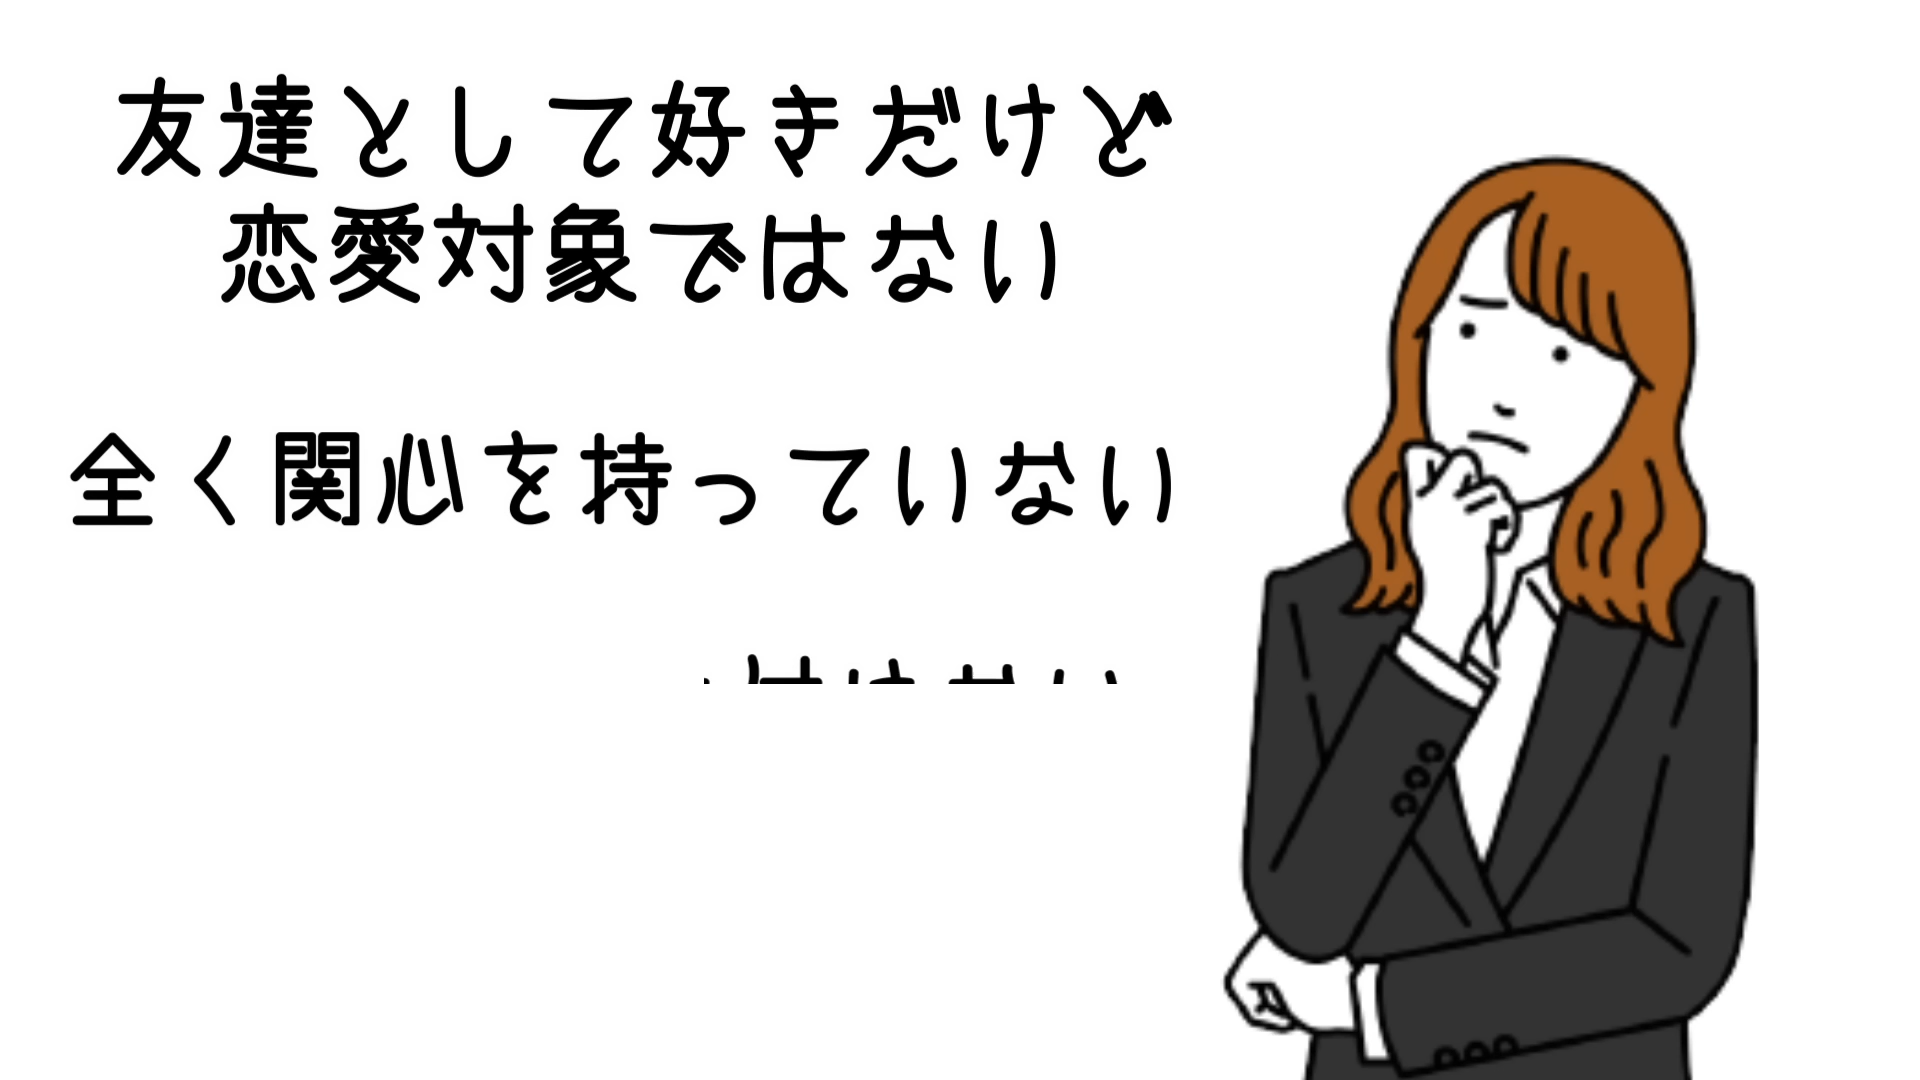 友達として好きだけど
恋愛対象ではない
全く関心を持っていない